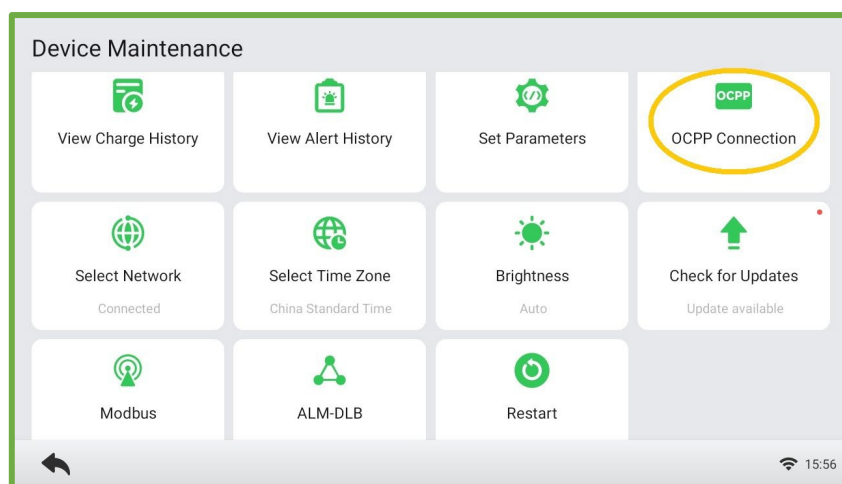 Device Maintenance
OCPP
View Charge History
View Alert History
Set Parameters
OCPP Connection
Select Network
Select Time Zone
Brightness
Check for Updates
Connected
China Standard Time
Auto
Update available
Modbus
ALM-DLB
Restart
15:56